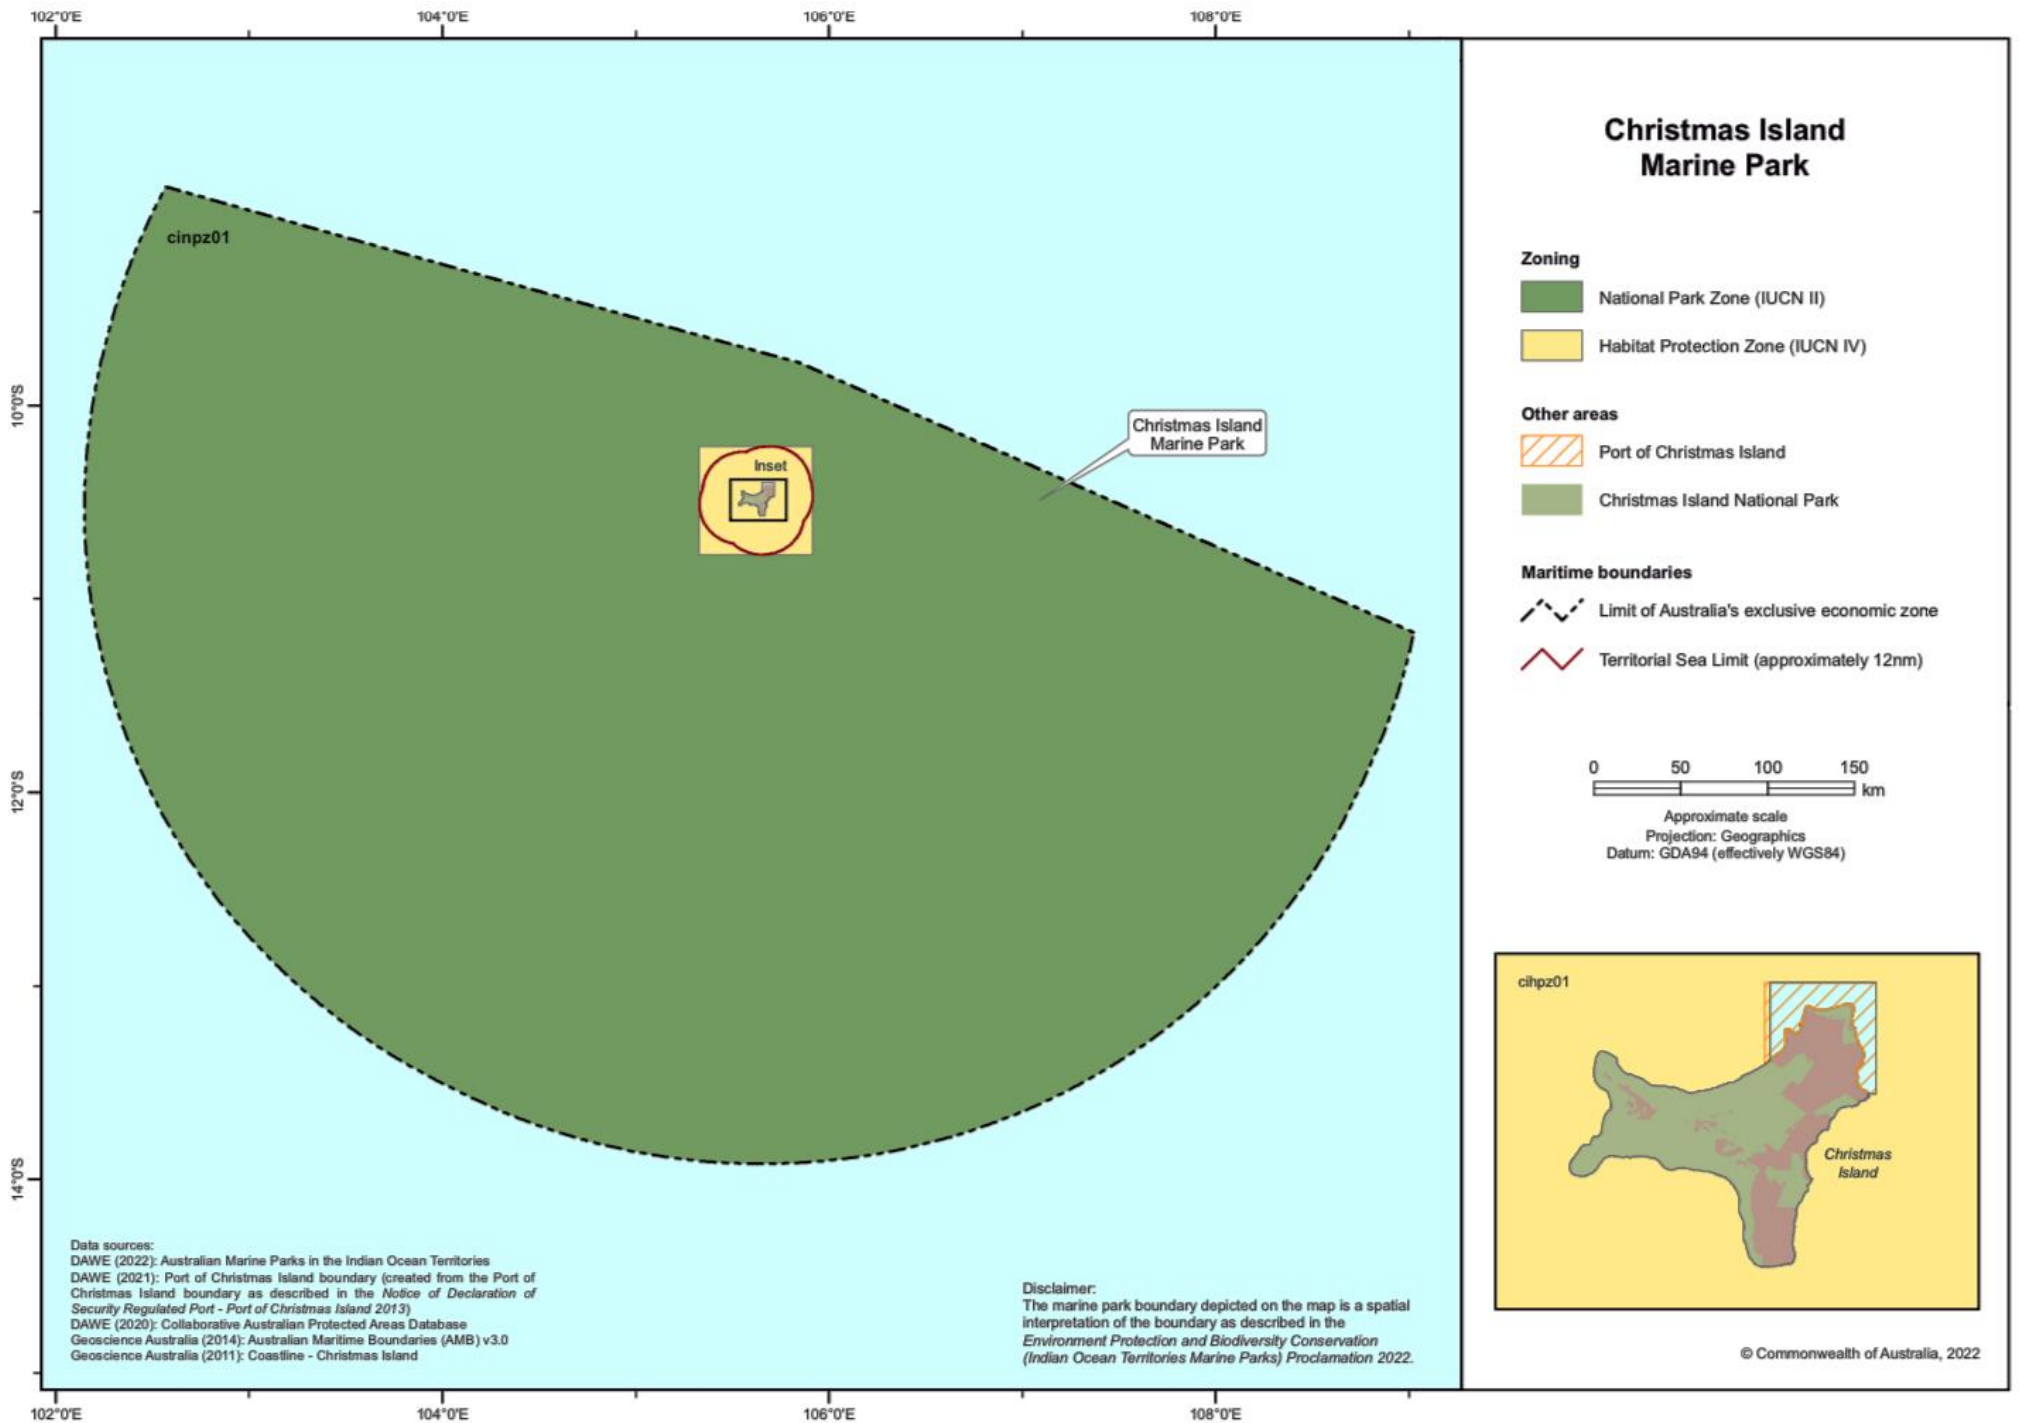 102°0'E
104°0'E
106°0'E
108°0'E
10°0'S
12°0'S
14°0'S
cinpz01
Inset
Christmas Island
Marine Park
Data sources:
DAWE (2022): Australian Marine Parks in the Indian Ocean Territories
DAWE (2021): Port of Christmas Island boundary (created from the Port of
Christmas Island boundary as described in the Notice of Declaration of
Security Regulated Port - Port of Christmas Island 2013)
DAWE (2020): Collaborative Australian Protected Areas Database
Geoscience Australia (2014): Australian Maritime Boundaries (AMB) v3.0
Geoscience Australia (2011): Coastline - Christmas Island
Disclaimer:
The marine park boundary depicted on the map is a spatial
interpretation of the boundary as described in the
Environment Protection and Biodiversity Conservation
(Indian Ocean Territories Marine Parks) Proclamation 2022.
102°0'E
104°0'E
106°0'E
108°0'E
Christmas Island
Marine Park
Zoning
National Park Zone (IUCN II)
Habitat Protection Zone (IUCN IV)
Other areas
Port of Christmas Island
Christmas Island National Park
Maritime boundaries
Limit of Australia's exclusive economic zone
Territorial Sea Limit (approximately 12nm)
0 50 100 150
km
Approximate scale
Projection: Geographics
Datum: GDA94 (effectively WGS84)
cihpz01
Christmas
Island
© Commonwealth of Australia, 2022